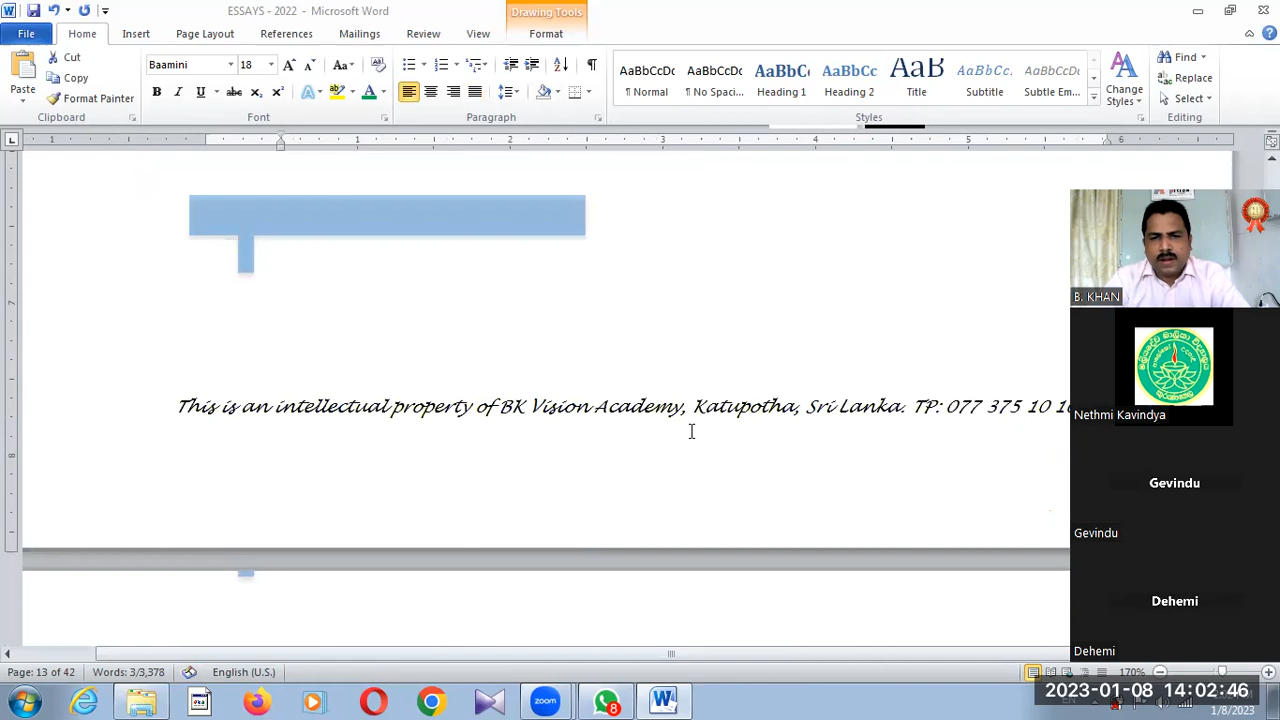 ESSAYS - 2022 - Microsoft Word
Drawing Tools
File
Home
Insert
Page Layout
References
Mailings
Review
View
Format
Paste
Cut
Copy
Format Painter
Clipboard
Baamini
18
Font
Paragraph
AaBbCcDc
¶ Normal
AaBbCcDc
¶ No Spaci...
AaBbCc
Heading 1
AaBbCc
Heading 2
AaB
Title
AaBbCc.
Subtitle
AaBbCcDc
Subtle Em...
Change Styles
Styles
Find
Replace
Select
Editing
This is an intellectual property of BK Vision Academy, Katupotha, Sri Lanka. TP: 077 375 10
B. KHAN
Nethmi Kavindya
Gevindu
Gevindu
Dehemi
Dehemi
Page: 13 of 42
Words: 3/3,378
English (U.S.)
170%
zoom
8
2023-01-08 14:02:46
1/8/2023